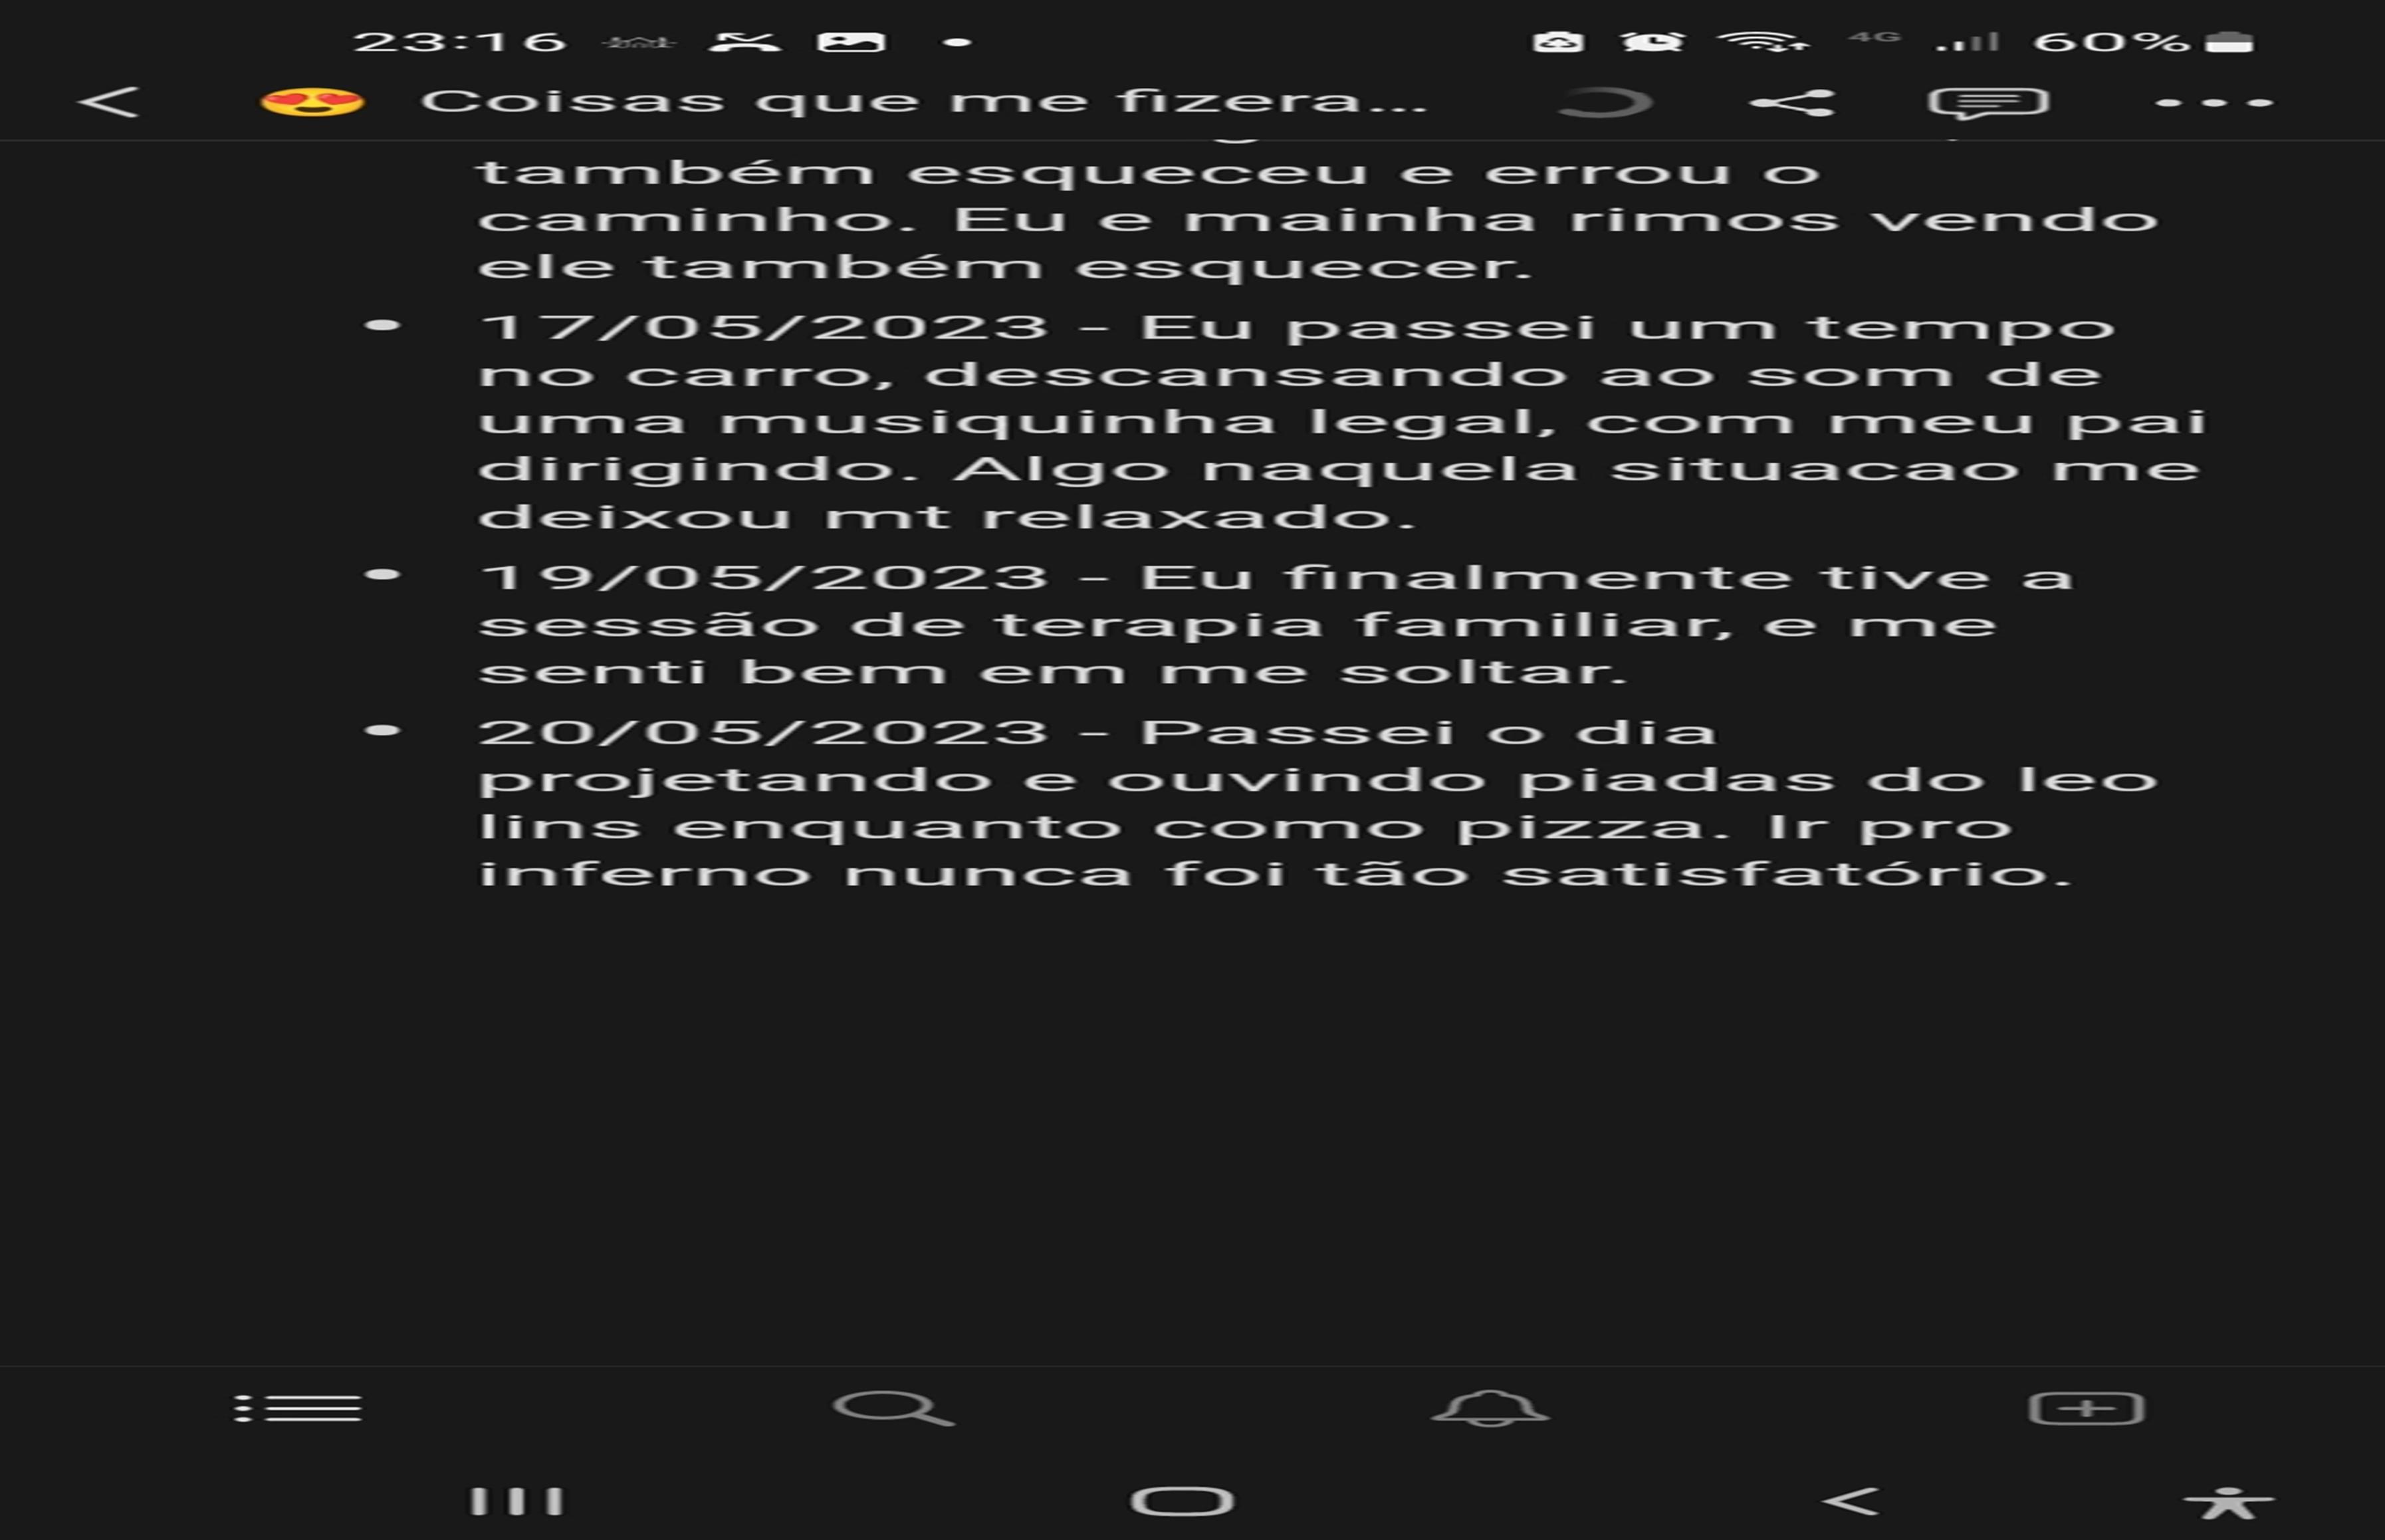 23:16 4G 60%
😍 Coisas que me fizera...
também esqueceu e errou o
caminho. Eu e mainha rimos vendo
ele também esquecer.
• 17/05/2023 - Eu passei um tempo
no carro, descansando ao som de
uma musiquinha legal, com meu pai
dirigindo. Algo naquela situacao me
deixou mt relaxado.
• 19/05/2023 - Eu finalmente tive a
sessão de terapia familiar, e me
senti bem em me soltar.
• 20/05/2023 - Passei o dia
projetando e ouvindo piadas do leo
lins enquanto como pizza. Ir pro
inferno nunca foi tão satisfatório.